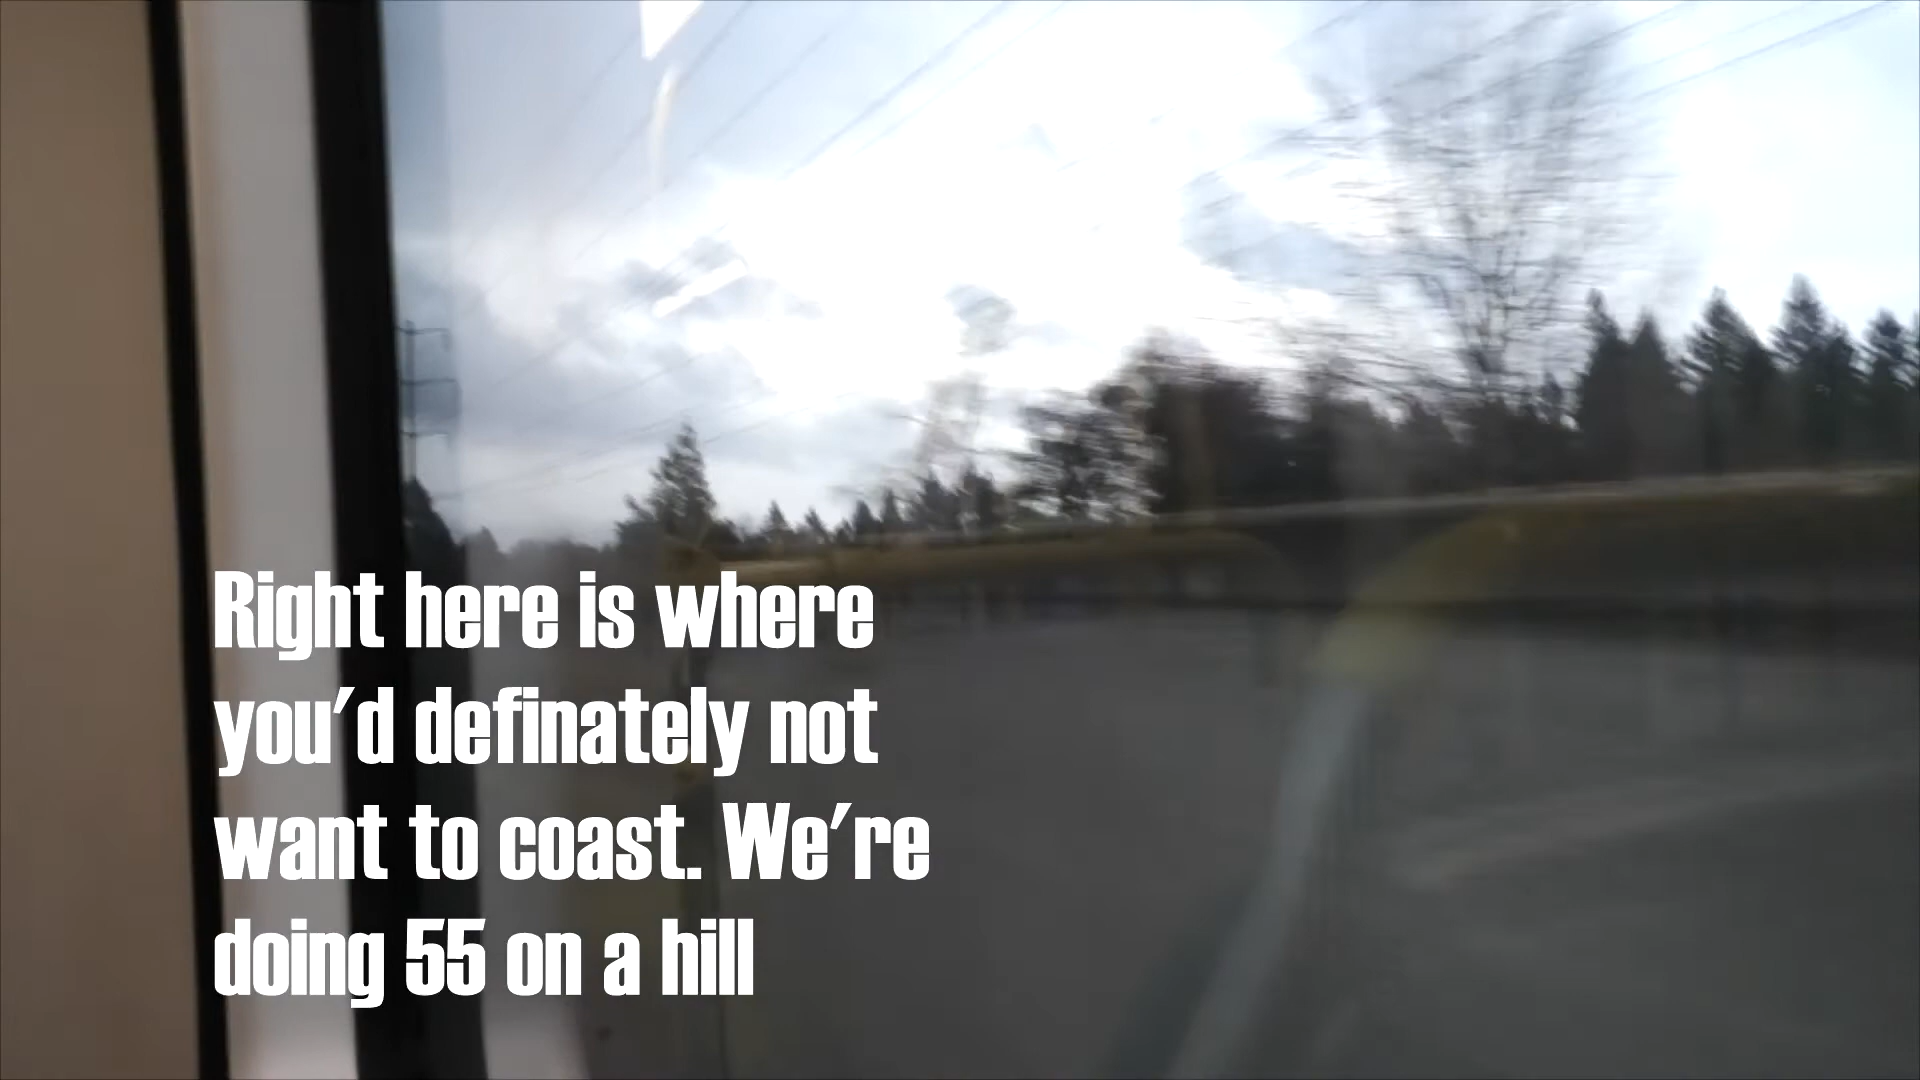 Right here is where
you'd definately not
want to coast. We're
doing 55 on a hill